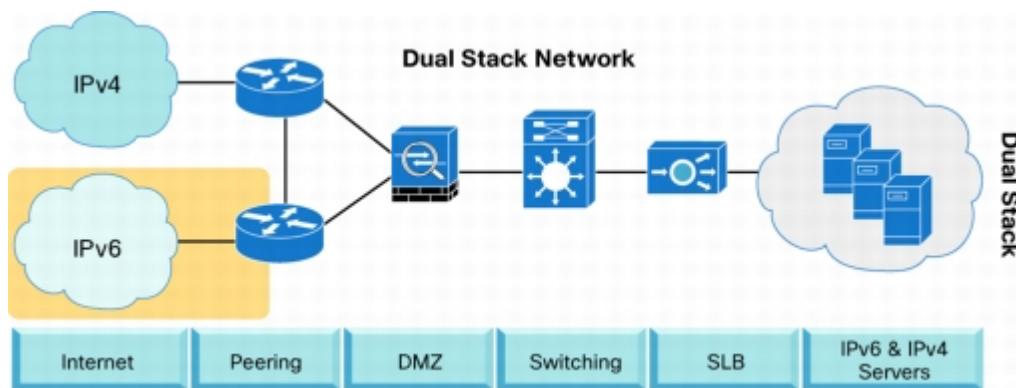 Dual Stack Network
IPv4
IPv6
Dual Stack
Internet
Peering
DMZ
Switching
SLB
IPv6 & IPv4
Servers